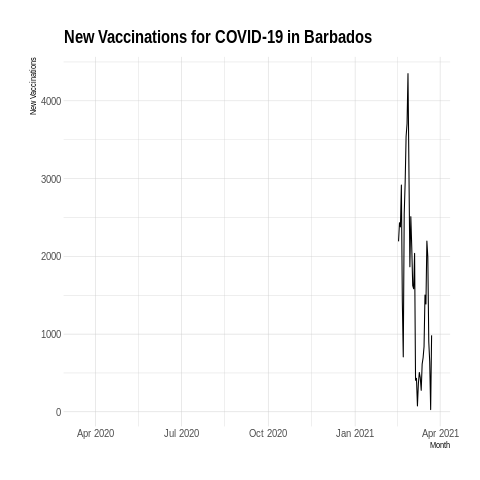 New Vaccinations for COVID-19 in Barbados
New Vaccinations
4000
3000
2000
1000
0
Apr 2020 Jul 2020 Oct 2020 Jan 2021 Apr 2021
Month